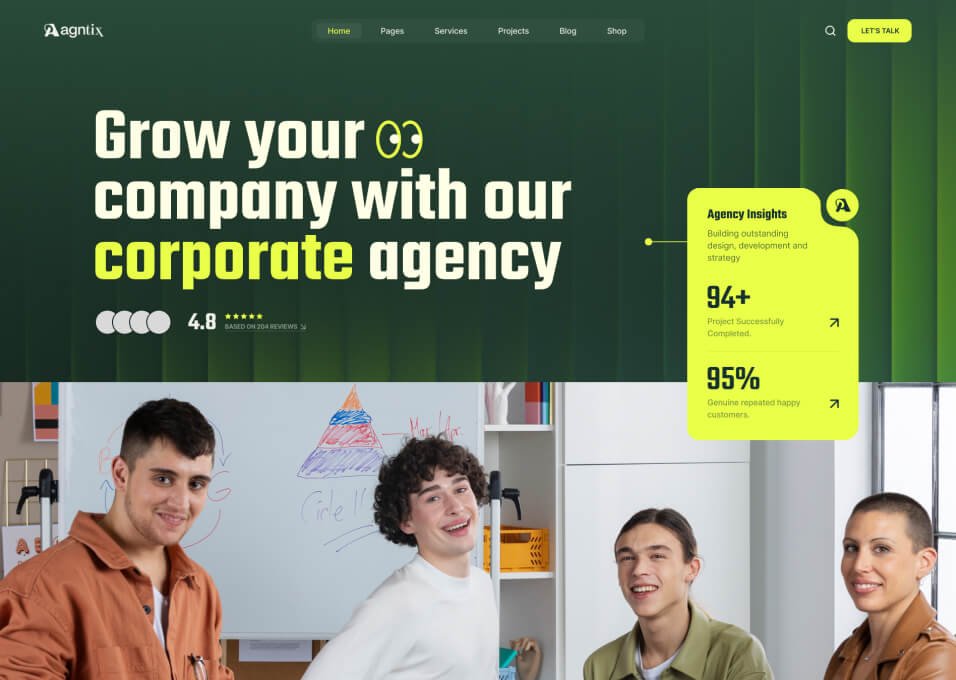 agntix
Home
Pages
Services
Projects
Blog
Shop
LET'S TALK
Grow your
company with our
corporate agency
4.8
BASED ON 204 REVIEWS
Agency Insights
Building outstanding
design, development and
strategy
94+
Project Successfully
Completed.
95%
Genuine repeated happy
customers.